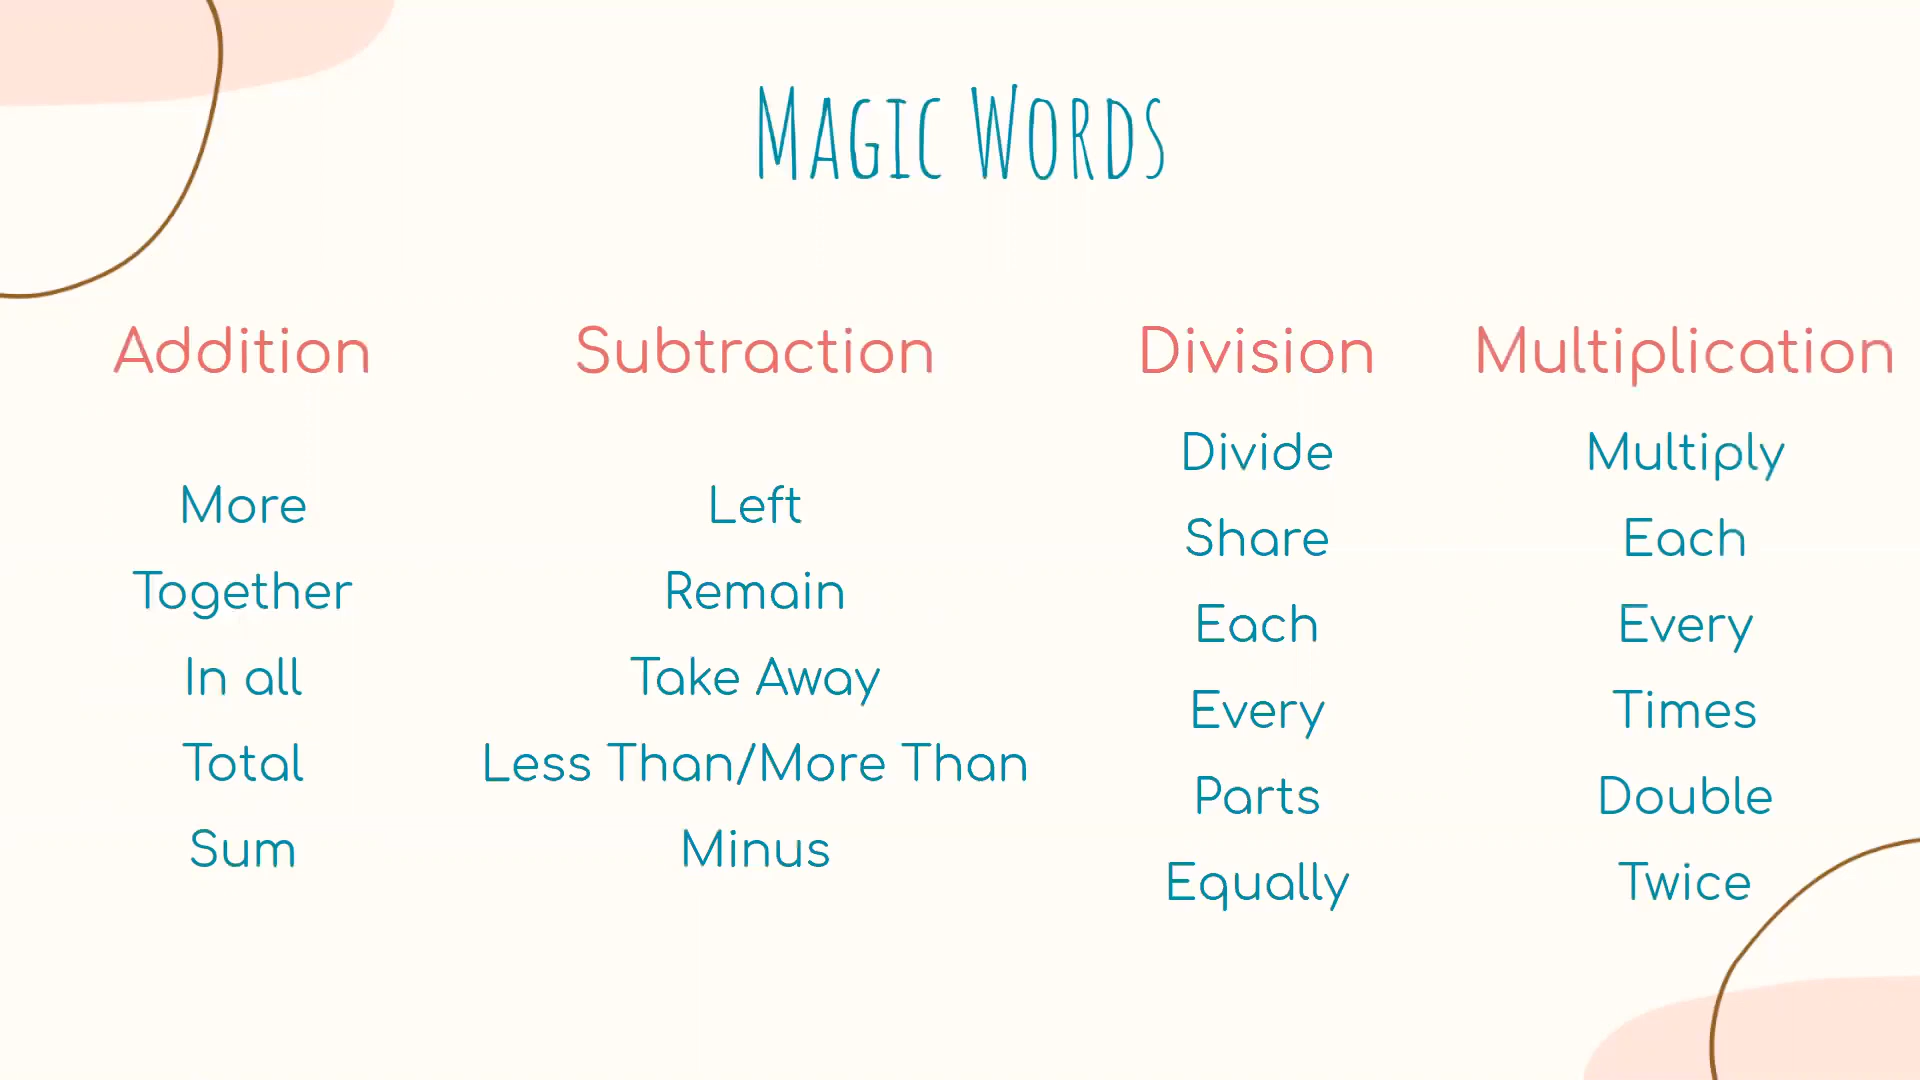 Magic Words
Addition
More
Together
In all
Total
Sum
Subtraction
Left
Remain
Take Away
Less Than/More Than
Minus
Division
Divide
Share
Each
Every
Parts
Equally
Multiplication
Multiply
Each
Every
Times
Double
Twice